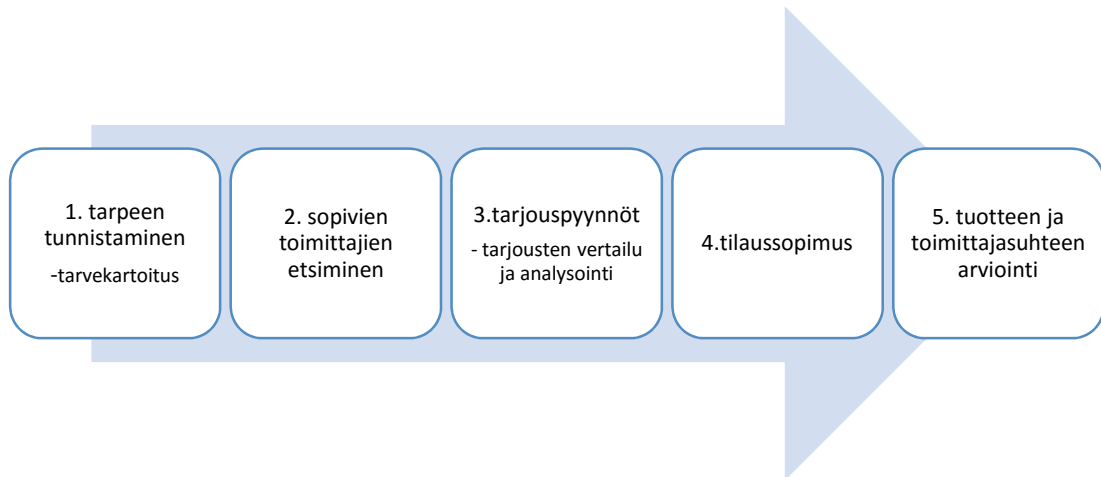 1. tarpeen
tunnistaminen
-tarvekartoitus
2. sopivien
toimittajien
etsiminen
3.tarjouspyynnöt
- tarjousten vertailu
ja analysointi
4.tilaussopimus
5. tuotteen ja
toimittajasuhteen
arviointi